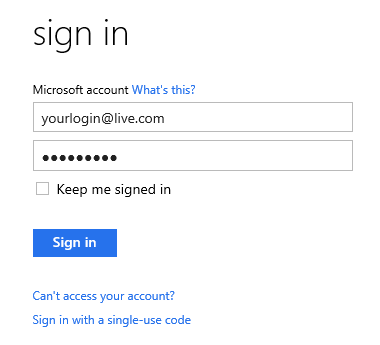 sign in
Microsoft account What's this?
yourlogin@live.com
●●●●●●●●●
Keep me signed in
Sign in
Can't access your account?
Sign in with a single-use code